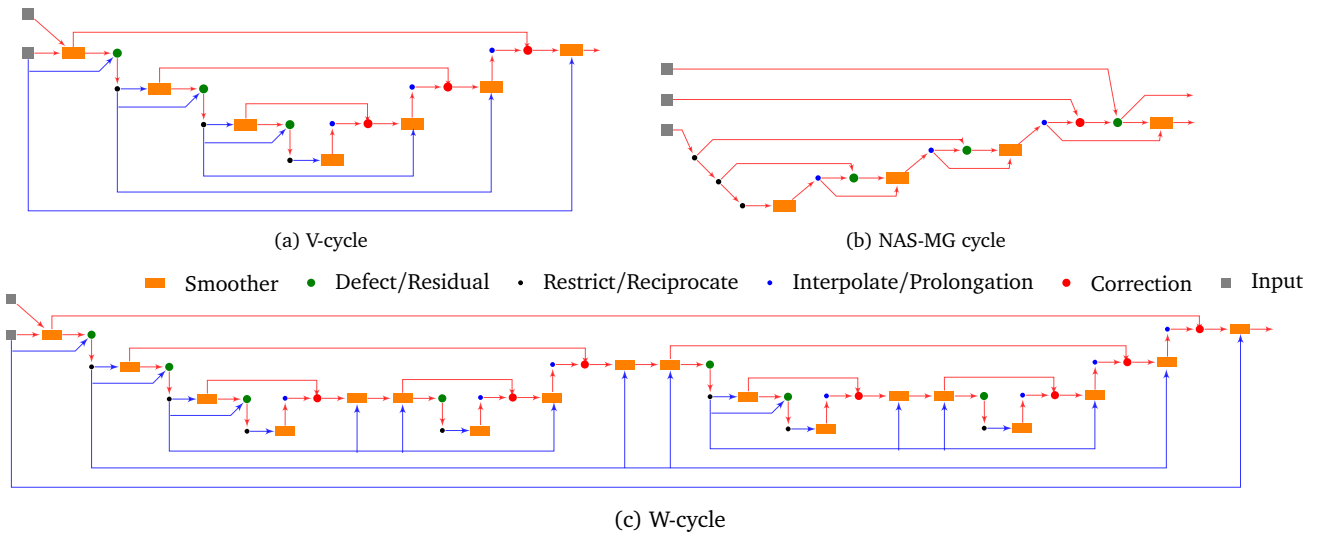 (a) V-cycle
(b) NAS-MG cycle
Smoother Defect/Residual Restrict/Reciprocate Interpolate/Prolongation Correction Input
(c) W-cycle